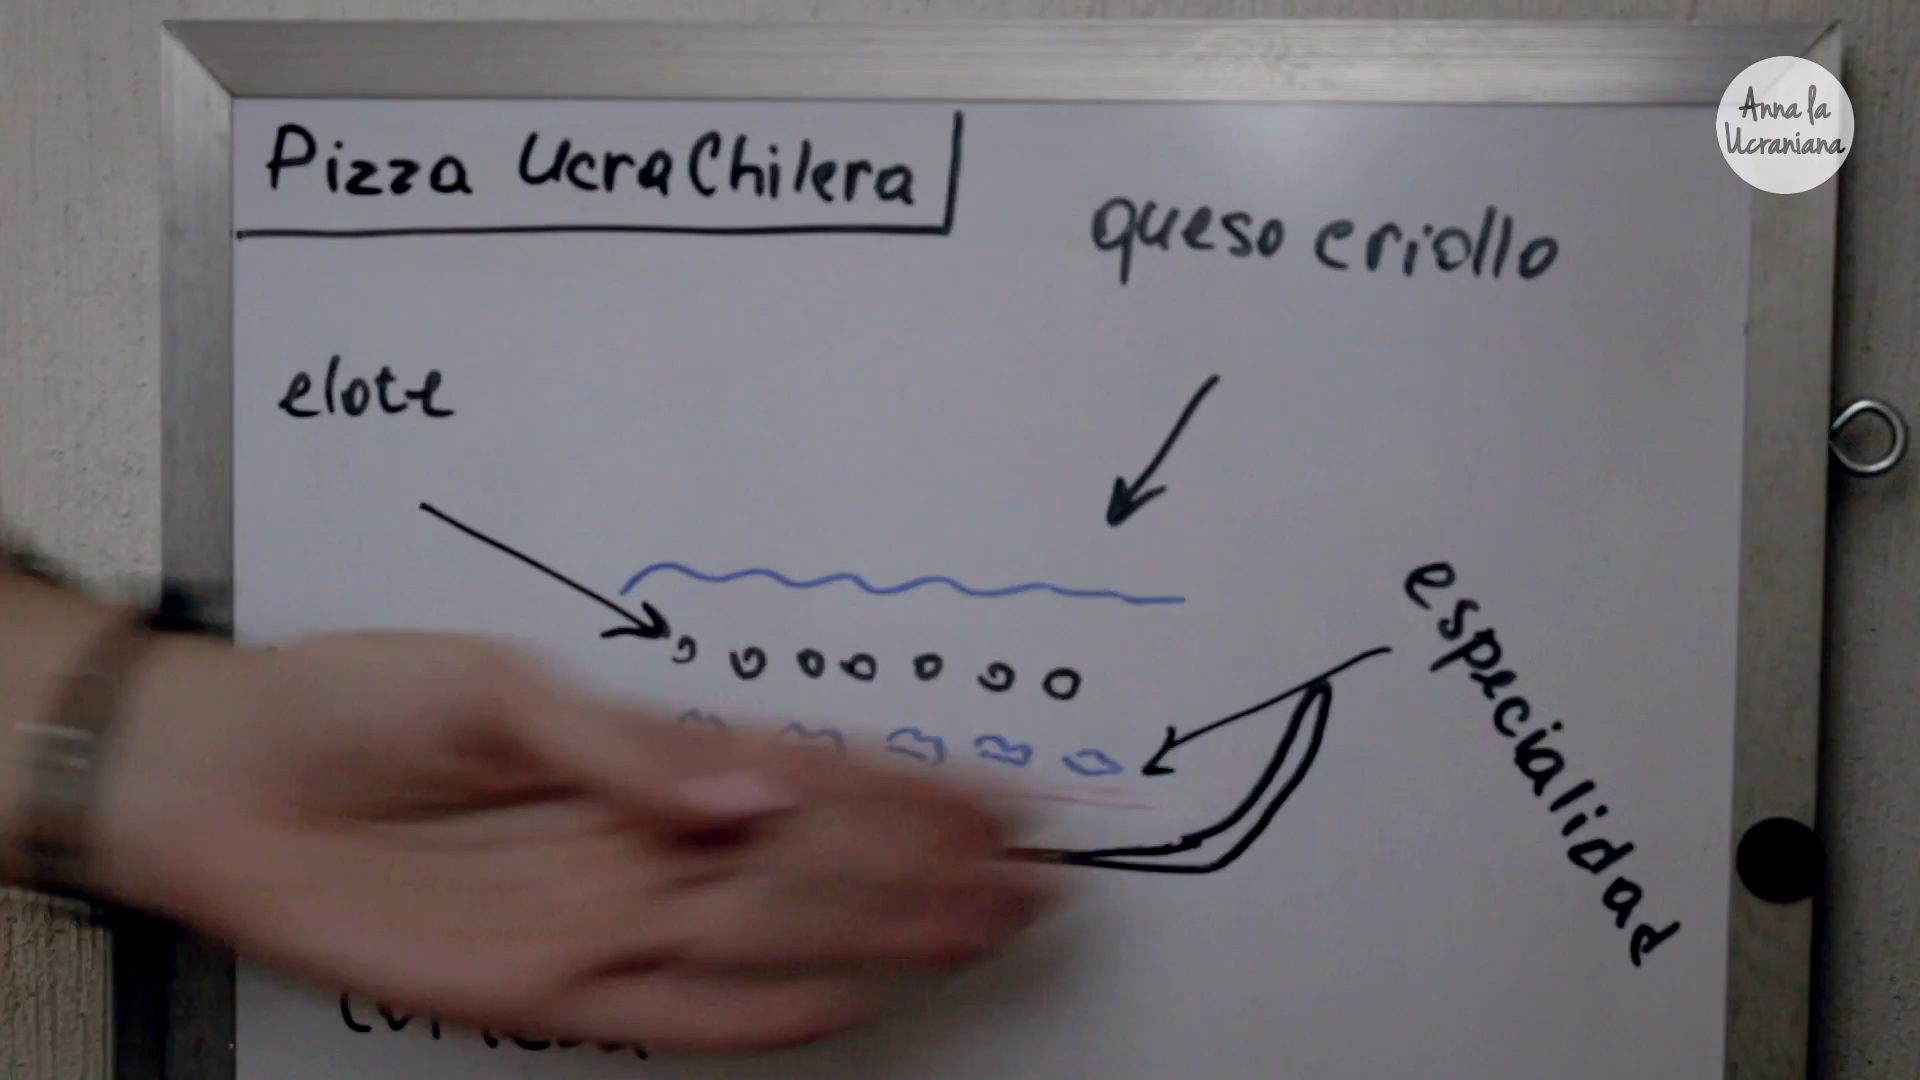 Pizza UcraChilera
Anna la
Ucraniana
queso criollo
elote
especialidad